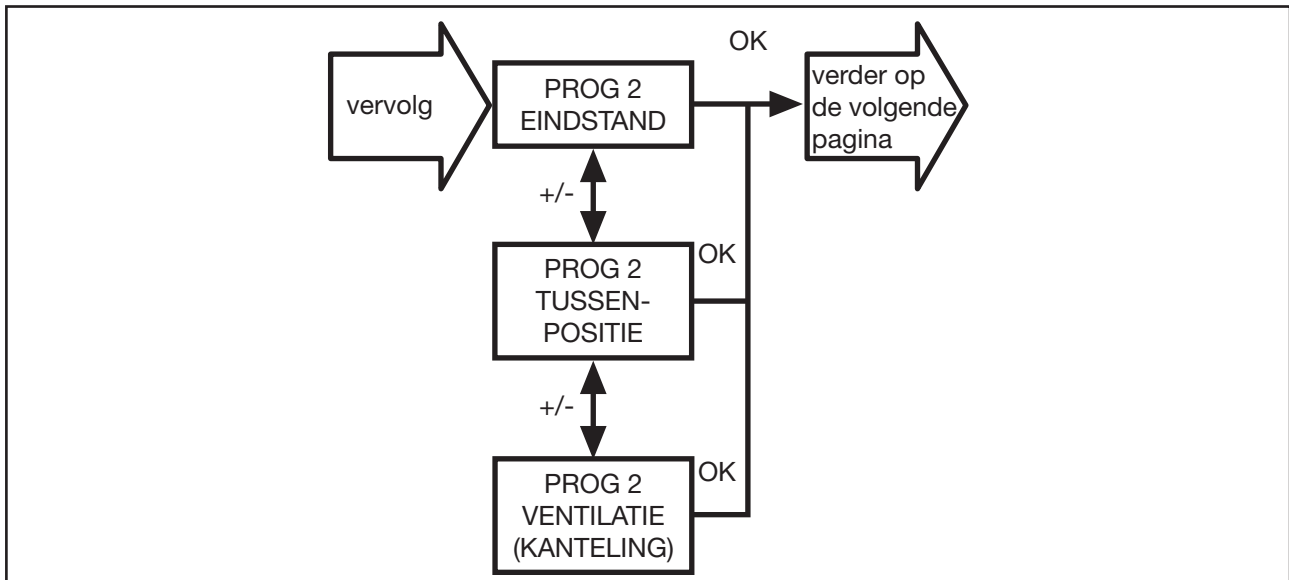 OK
vervolg
PROG 2
EINDSTAND
verder op
de volgende
pagina
+/-
PROG 2
TUSSEN-
POSITIE
OK
+/-
PROG 2
VENTILATIE
(KANTELING)
OK